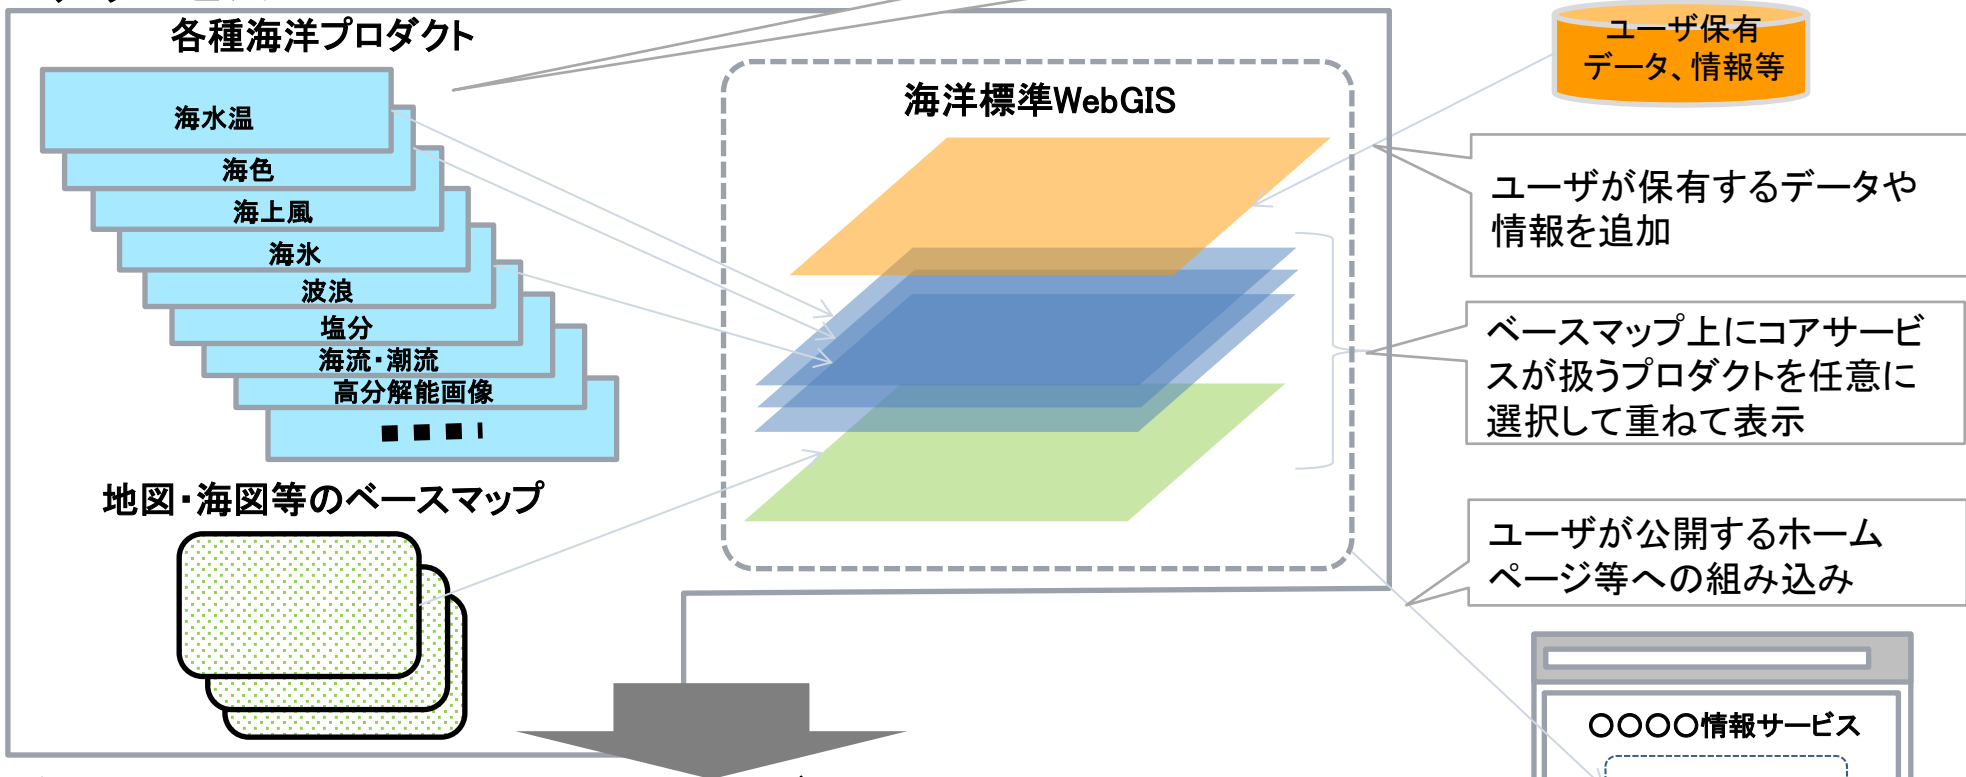 各種海洋プロダクト
海水温
海色
海上風
海氷
波浪
塩分
海流・潮流
高分解能画像
地図・海図等のベースマップ
海洋標準WebGIS
ユーザ保有
データ、情報等
ユーザが保有するデータや
情報を追加
ベースマップ上にコアサービ
スが扱うプロダクトを任意に
選択して重ねて表示
ユーザが公開するホーム
ページ等への組み込み
〇〇〇〇情報サービス